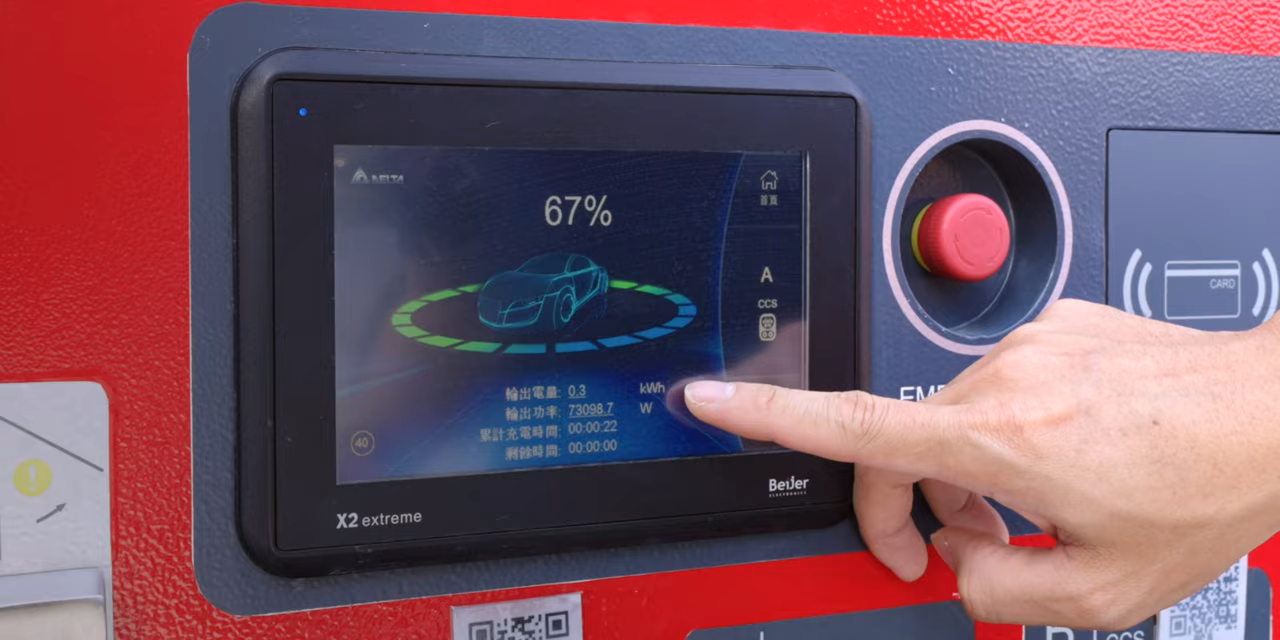 DELTA
67%
首頁
A
CCS
輸出電量: 0.3 kWh
輸出功率: 73098.7 W
累計充電時間: 00:00:22
剩餘時間: 00:00:00
40
X2 extreme
Beijer
ELECTRONICS
CARD
CCS